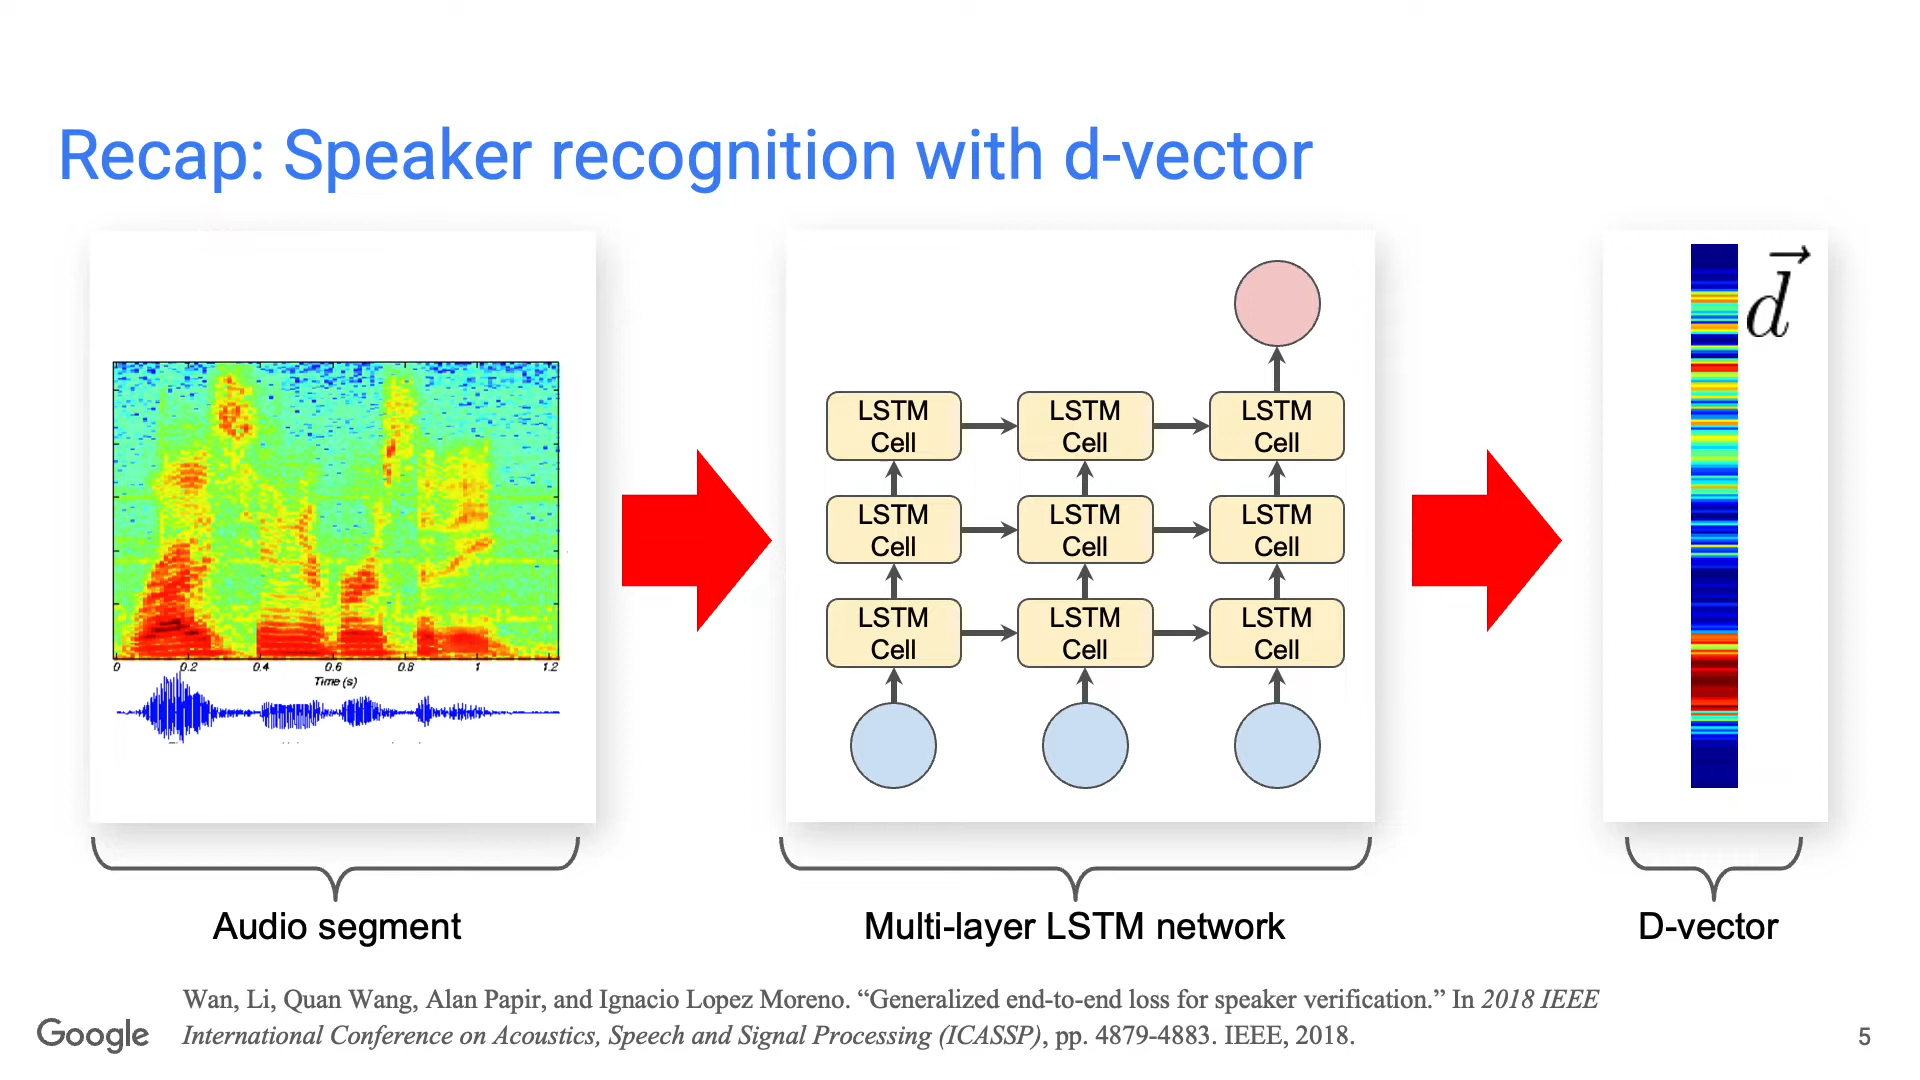 Recap: Speaker recognition with d-vector
0 0.2 0.4 0.6 0.8 1 1.2
Time (s)
LSTM Cell LSTM Cell LSTM Cell
LSTM Cell LSTM Cell LSTM Cell
LSTM Cell LSTM Cell LSTM Cell
d
Audio segment
Multi-layer LSTM network
D-vector
Wan, Li, Quan Wang, Alan Papir, and Ignacio Lopez Moreno. “Generalized end-to-end loss for speaker verification.” In 2018 IEEE
International Conference on Acoustics, Speech and Signal Processing (ICASSP), pp. 4879-4883. IEEE, 2018.
Google
5